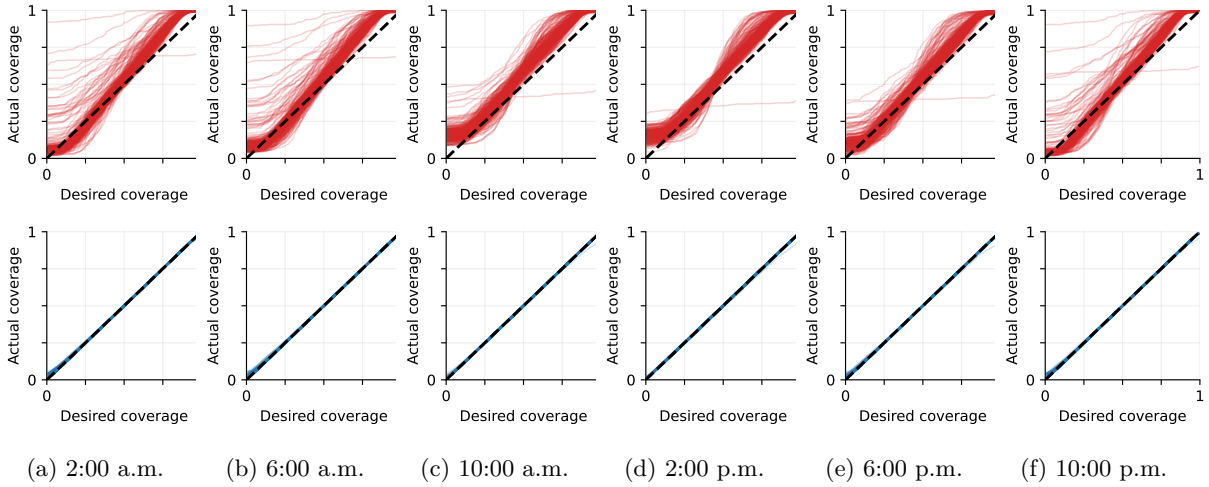 1 1 1 1 1 1
Actual coverage Actual coverage Actual coverage Actual coverage Actual coverage Actual coverage
0 0 0 0 0 0
0 0 0 0 0 0 1
Desired coverage Desired coverage Desired coverage Desired coverage Desired coverage Desired coverage
1 1 1 1 1 1
Actual coverage Actual coverage Actual coverage Actual coverage Actual coverage Actual coverage
0 0 0 0 0 0
0 0 0 0 0 0 1
Desired coverage Desired coverage Desired coverage Desired coverage Desired coverage Desired coverage
(a) 2:00 a.m. (b) 6:00 a.m. (c) 10:00 a.m. (d) 2:00 p.m. (e) 6:00 p.m. (f) 10:00 p.m.